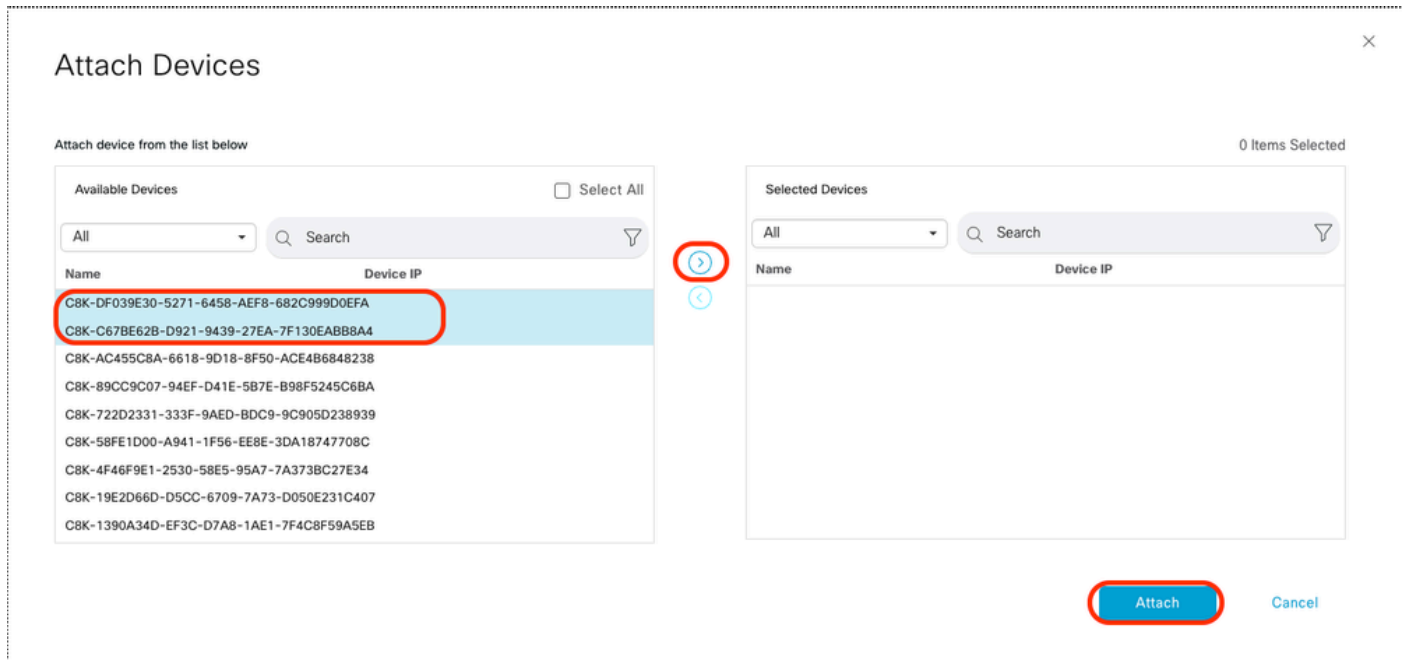 Attach Devices
Attach device from the list below
0 Items Selected
Available Devices
Select All
All
Search
Name Device IP
C8K-DF039E30-5271-6458-AEF8-682C999D0EFA
C8K-C67BE62B-D921-9439-27EA-7F130EABB8A4
C8K-AC455C8A-6618-9D18-8F50-ACE4B6848238
C8K-89CC9C07-94EF-D41E-5B7E-B98F5245C6BA
C8K-722D2331-333F-9AED-BDC9-9C905D238939
C8K-58FE1D00-A941-1F56-EE8E-3DA18747708C
C8K-4F46F9E1-2530-58E5-95A7-7A373BC27E34
C8K-19E2D66D-D5CC-6709-7A73-D050E231C407
C8K-1390A34D-EF3C-D7A8-1AE1-7F4C8F59A5EB
Selected Devices
All
Search
Name Device IP
Attach
Cancel